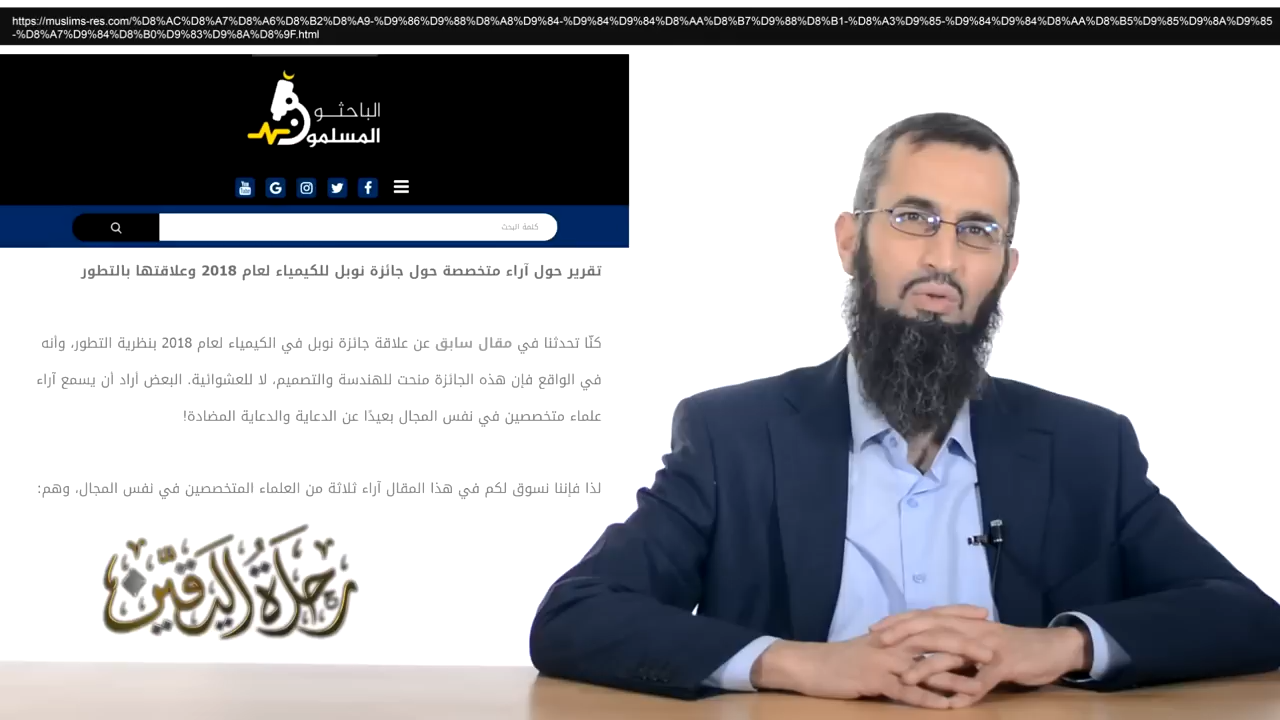 https://muslims-res.com/%D8%AC%D8%A7%D8%A6%D8%B2%D8%A9-%D9%86%D9%88%D8%A8%D9%84-%D9%84%D9%84%D8%AA%D8%B7%D9%88%D8%B1-%D8%A3%D9%85-%D9%84%D9%84%D8%AA%D8%B5%D9%85%D9%8A%D9%85
-%D8%A7%D9%84%D8%B0%D9%83%D9%8A%D8%9F.html
الباحثـو
المسلمون
كلمة البحث
تقرير حول آراء متخصصة حول جائزة نوبل للكيمياء لعام 2018 وعلاقتها بالتطور
كنّا تحدثنا في مقال سابق عن علاقة جائزة نوبل في الكيمياء لعام 2018 بنظرية التطور، وأنه
في الواقع فإن هذه الجائزة منحت للهندسة والتصميم، لا للعشوائية. البعض أراد أن يسمع آراء
علماء متخصصين في نفس المجال بعيدًا عن الدعاية والدعاية المضادة!
لذا فإننا نسوق لكم في هذا المقال آراء ثلاثة من العلماء المتخصصين في نفس المجال، وهم:
رحلة اليقين